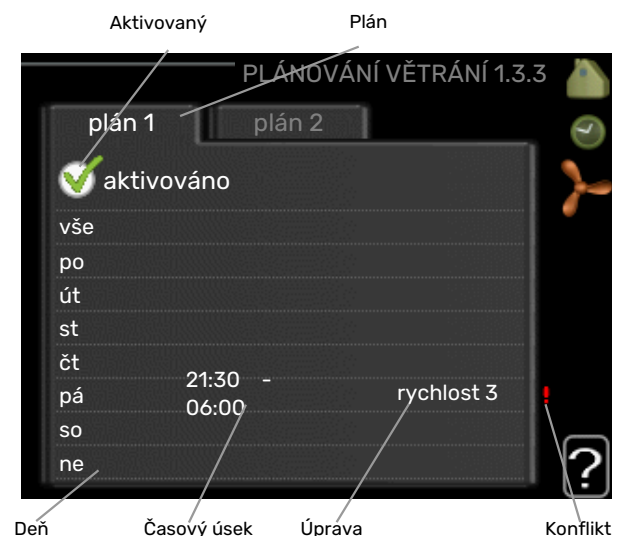 Aktivovaný Plán
PLÁNOVÁNÍ VĚTRÁNÍ 1.3.3
plán 1 plán 2
aktivováno
vše
po
út
st
čt
21:30 -
pá 06:00 rychlost 3 !
so
ne
?
Deň Časový úsek Úprava Konflikt